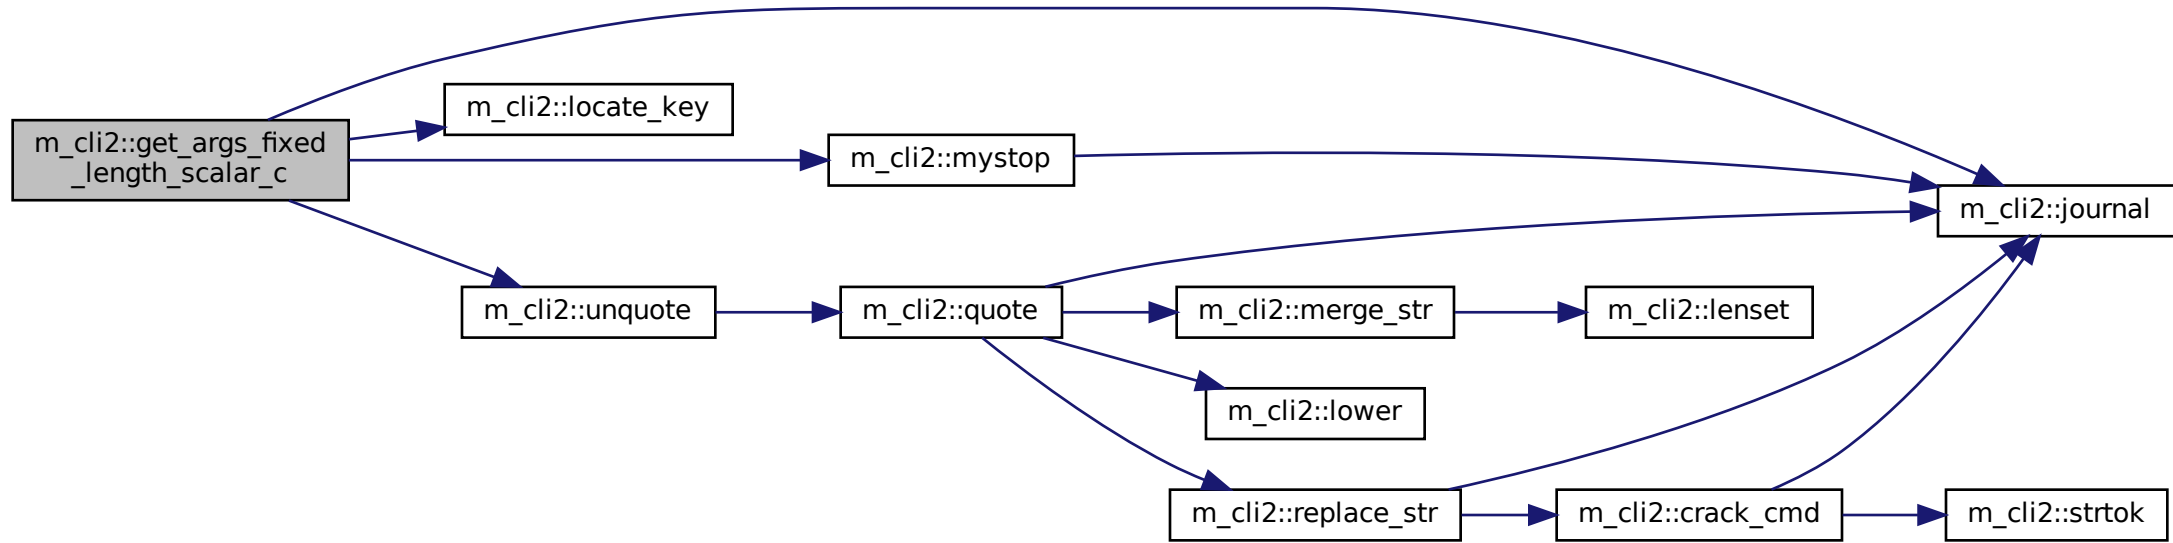 m_cli2::get_args_fixed
_length_scalar_c
m_cli2::locate_key
m_cli2::mystop
m_cli2::journal
m_cli2::unquote
m_cli2::quote
m_cli2::merge_str
m_cli2::lenset
m_cli2::lower
m_cli2::replace_str
m_cli2::crack_cmd
m_cli2::strtok